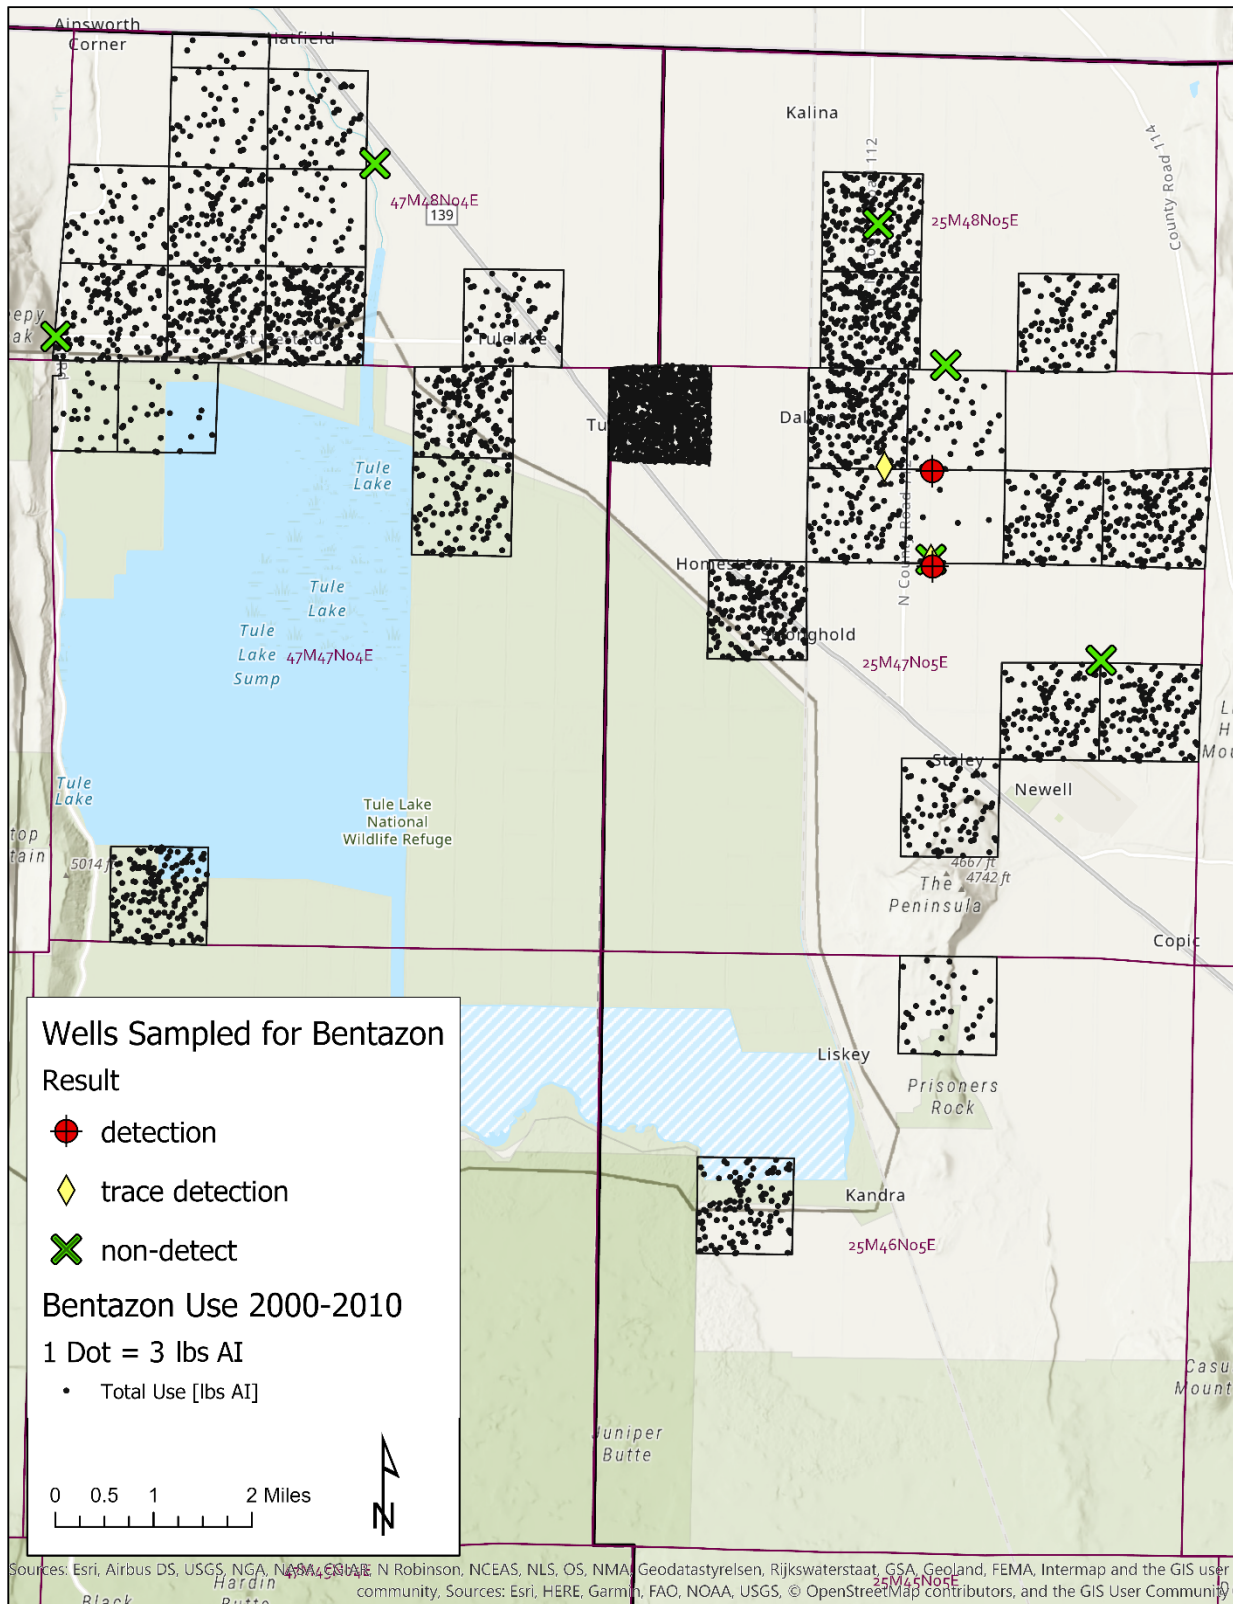 Ainsworth
Corner
Hatfield
Kalina
County Road 114
47M48N04E
139
25M48N05E
Tulelake
Tule
Lake
Homestead
Stronghold
N County Road
Tule
Lake
Tule
Lake
Sump
47M47N04E
25M47N05E
Staley
Newell
Tule
Lake
Tule Lake
National
Wildlife Refuge
5014 f
4667 ft
4742 ft
The
Peninsula
Copic
Liskey
Prisoners
Rock
Kandra
25M46N05E
Juniper
Butte
Wells Sampled for Bentazon
Result
detection
trace detection
non-detect
Bentazon Use 2000-2010
1 Dot = 3 lbs AI
Total Use [lbs AI]
0 0.5 1 2 Miles
N
Sources: Esri, Airbus DS, USGS, NGA, NASA, CGIAR, N Robinson, NCEAS, NLS, OS, NMA, Geodatastyrelsen, Rijkswaterstaat, GSA, Geoland, FEMA, Intermap and the GIS user
community, Sources: Esri, HERE, Garmin, FAO, NOAA, USGS, © OpenStreetMap contributors, and the GIS User Community
25M45N05E
Hardin
Butte
Black